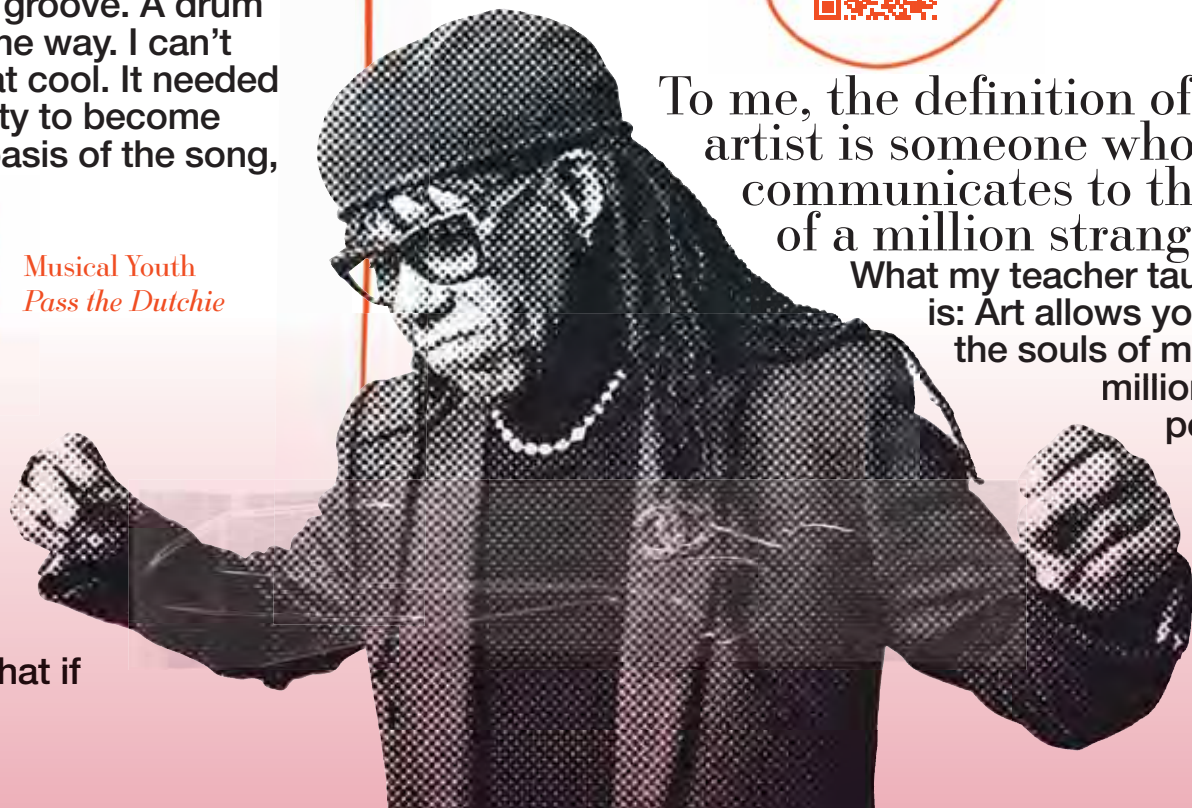 groove. A drum
ne way. I can’t
at cool. It needed
ty to become
asis of the song,
Musical Youth
Pass the Dutchie
hat if
To me, the definition of
artist is someone who
communicates to th
of a million strang
What my teacher tau
is: Art allows yo
the souls of m
million
pe